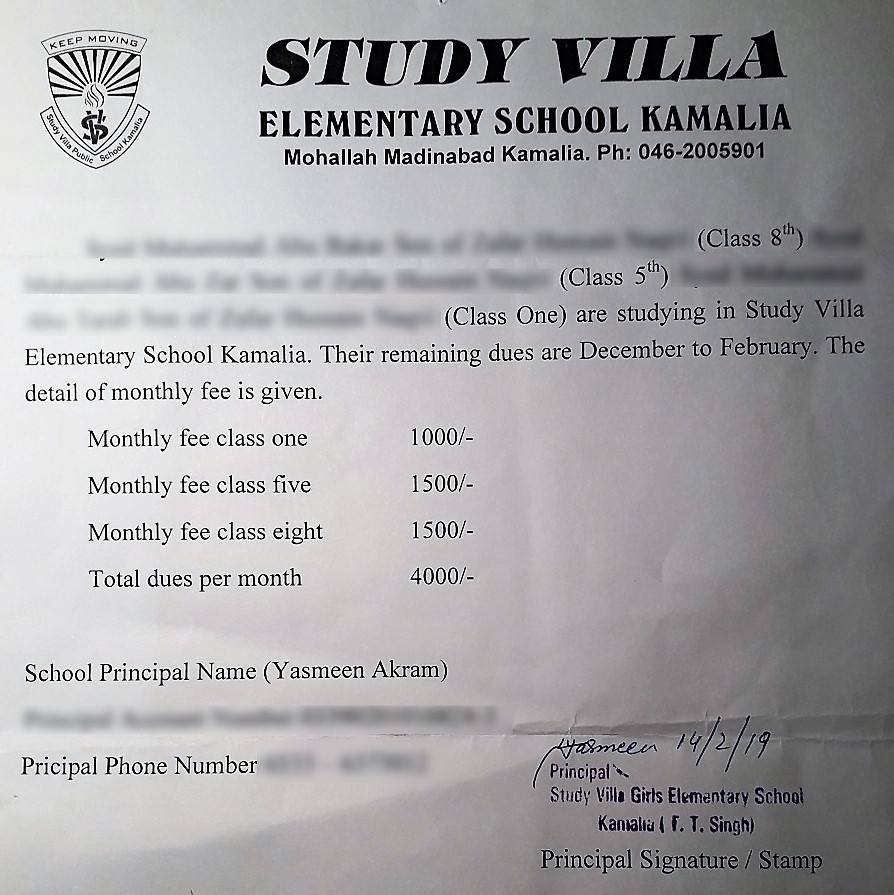 KEEP MOVING
Study Villa Public School Kamalia
STUDY VILLA
ELEMENTARY SCHOOL KAMALIA
Mohallah Madinabad Kamalia. Ph: 046-2005901
(Class 8th)
(Class 5th)
(Class One) are studying in Study Villa
Elementary School Kamalia. Their remaining dues are December to February. The
detail of monthly fee is given.
Monthly fee class one 1000/-
Monthly fee class five 1500/-
Monthly fee class eight 1500/-
Total dues per month 4000/-
School Principal Name (Yasmeen Akram)
Pricipal Phone Number
Yasmeen 14/2/19
Principal
Study Villa Girls Elementary School
Kamalia ( T. T. Singh)
Principal Signature / Stamp